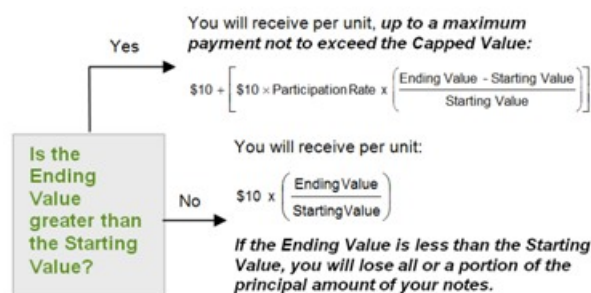 You will receive per unit, up to a maximum
payment not to exceed the Capped Value:
Yes
$10 + [ $10 × Participation Rate x ( Ending Value - Starting Value / Starting Value ) ]
Is the
Ending
Value
greater than
the Starting
Value?
No
You will receive per unit:
$10 x ( Ending Value / Starting Value )
If the Ending Value is less than the Starting
Value, you will lose all or a portion of the
principal amount of your notes.